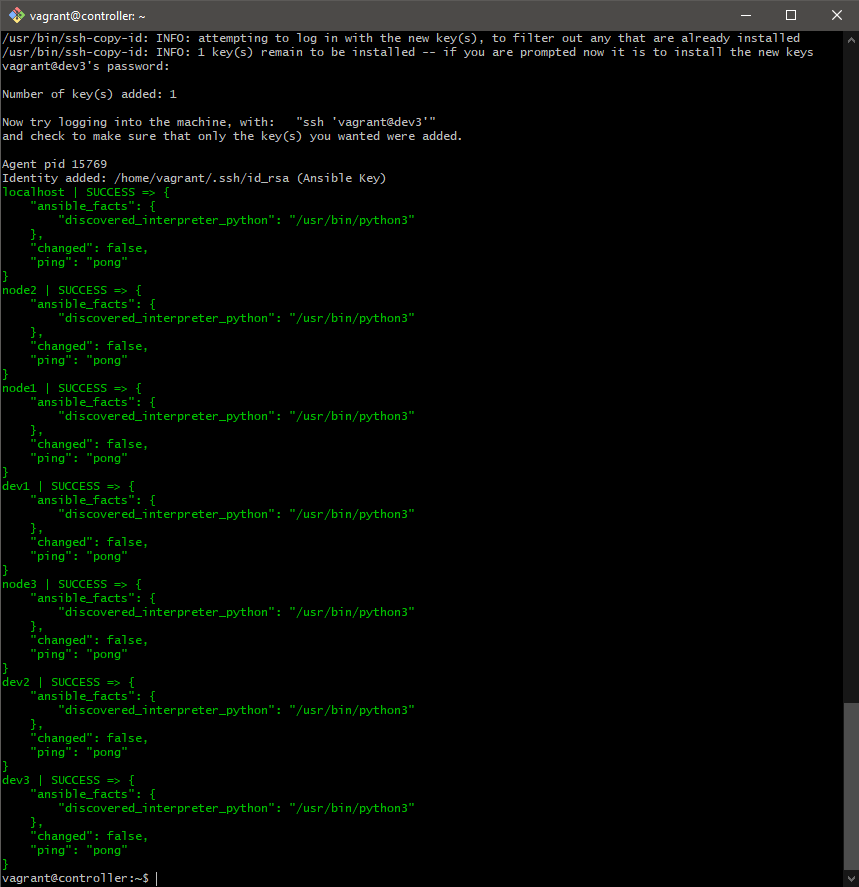 vagrant@controller: ~
/usr/bin/ssh-copy-id: INFO: attempting to log in with the new key(s), to filter out any that are already installed
/usr/bin/ssh-copy-id: INFO: 1 key(s) remain to be installed -- if you are prompted now it is to install the new keys
vagrant@dev3's password:

Number of key(s) added: 1

Now try logging into the machine, with:   "ssh 'vagrant@dev3'"
and check to make sure that only the key(s) you wanted were added.

Agent pid 15769
Identity added: /home/vagrant/.ssh/id_rsa (Ansible Key)
localhost | SUCCESS => {
    "ansible_facts": {
        "discovered_interpreter_python": "/usr/bin/python3"
    },
    "changed": false,
    "ping": "pong"
}
node2 | SUCCESS => {
    "ansible_facts": {
        "discovered_interpreter_python": "/usr/bin/python3"
    },
    "changed": false,
    "ping": "pong"
}
node1 | SUCCESS => {
    "ansible_facts": {
        "discovered_interpreter_python": "/usr/bin/python3"
    },
    "changed": false,
    "ping": "pong"
}
dev1 | SUCCESS => {
    "ansible_facts": {
        "discovered_interpreter_python": "/usr/bin/python3"
    },
    "changed": false,
    "ping": "pong"
}
node3 | SUCCESS => {
    "ansible_facts": {
        "discovered_interpreter_python": "/usr/bin/python3"
    },
    "changed": false,
    "ping": "pong"
}
dev2 | SUCCESS => {
    "ansible_facts": {
        "discovered_interpreter_python": "/usr/bin/python3"
    },
    "changed": false,
    "ping": "pong"
}
dev3 | SUCCESS => {
    "ansible_facts": {
        "discovered_interpreter_python": "/usr/bin/python3"
    },
    "changed": false,
    "ping": "pong"
}
vagrant@controller:~$